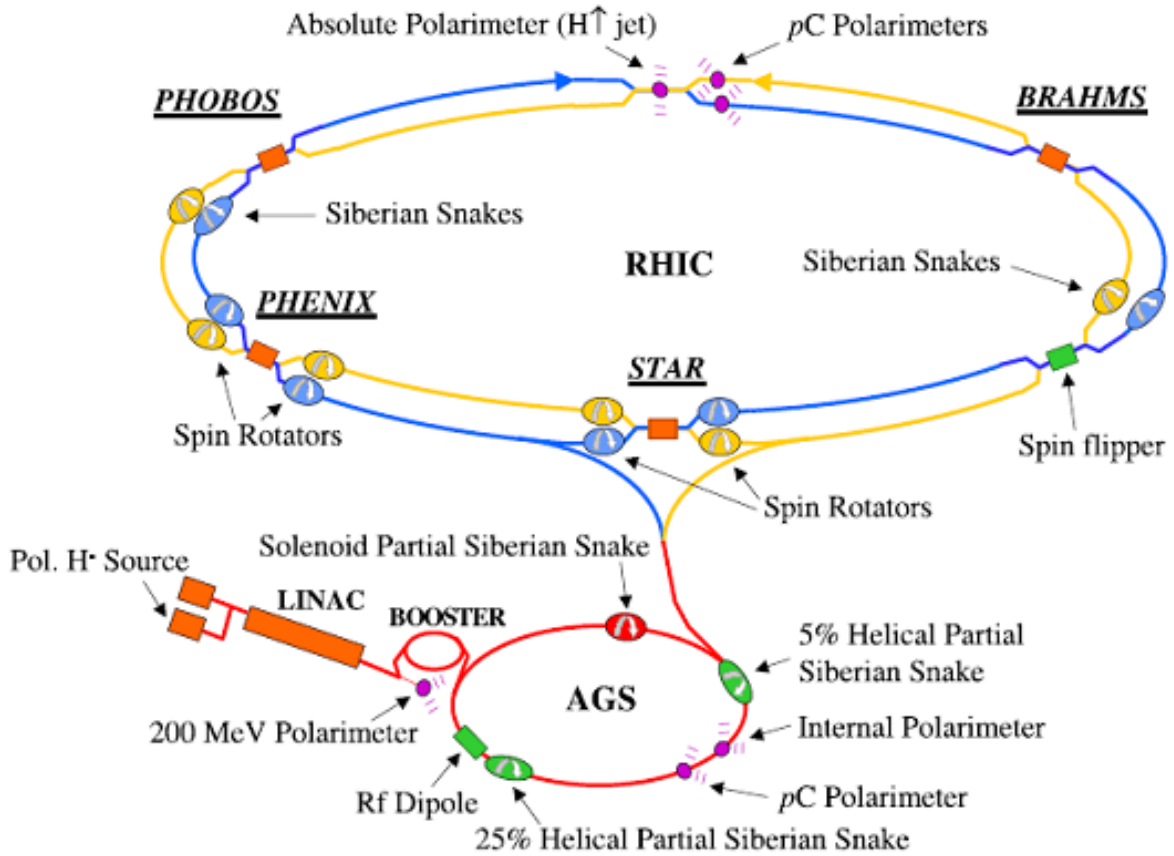 Absolute Polarimeter (H↑ jet)
pC Polarimeters
PHOBOS
BRAHMS
Siberian Snakes
RHIC
Siberian Snakes
PHENIX
STAR
Spin Rotators
Spin flipper
Spin Rotators
Solenoid Partial Siberian Snake
Pol. H⁻ Source
LINAC
BOOSTER
5% Helical Partial
Siberian Snake
AGS
200 MeV Polarimeter
Internal Polarimeter
Rf Dipole
pC Polarimeter
25% Helical Partial Siberian Snake